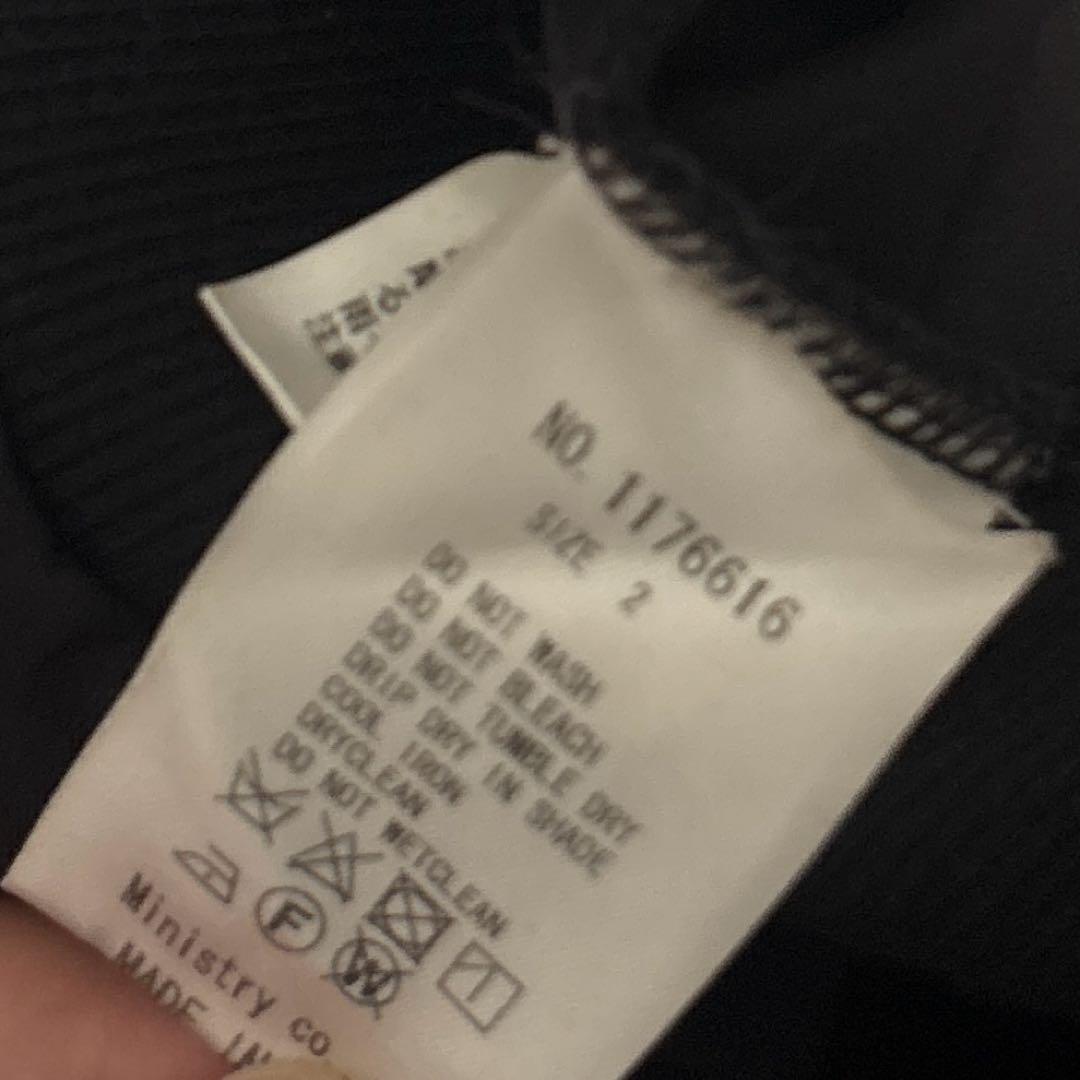 NO. 1176616
SIZE 2
DO NOT WASH
DO NOT BLEACH
DO NOT TUMBLE DRY
DRIP DRY IN SHADE
COOL IRON
DRYCLEAN
DO NOT WETCLEAN
F
W
Ministry co
MADE